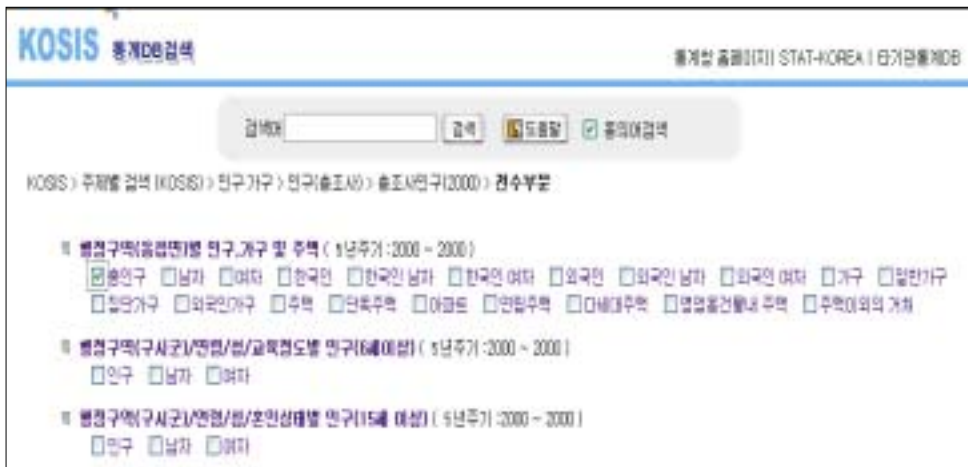 KOSIS 통계DB검색
통계청 홈페이지 | STAT-KOREA | 타기관통계DB
검색어 검색 도움말 동의어검색
KOSIS > 주제별 검색 (KOSIS) > 인구가구 > 인구(총조사) > 총조사인구(2000) > 전수부문
행정구역(읍면동)별 인구,가구 및 주택 ( 5년주기 : 2000 ~ 2000 )
총인구 남자 여자 한국인 한국인 남자 한국인 여자 외국인 외국인 남자 외국인 여자 가구 일반가구
집단가구 외국인가구 주택 단독주택 아파트 연립주택 다세대주택 영업용건물내 주택 주택이외의 거처
행정구역(구시군)/연령/성/교육정도별 인구(6세이상) ( 5년주기 : 2000 ~ 2000 )
인구 남자 여자
행정구역(구시군)/연령/성/혼인상태별 인구(15세 이상) ( 5년주기 : 2000 ~ 2000 )
인구 남자 여자